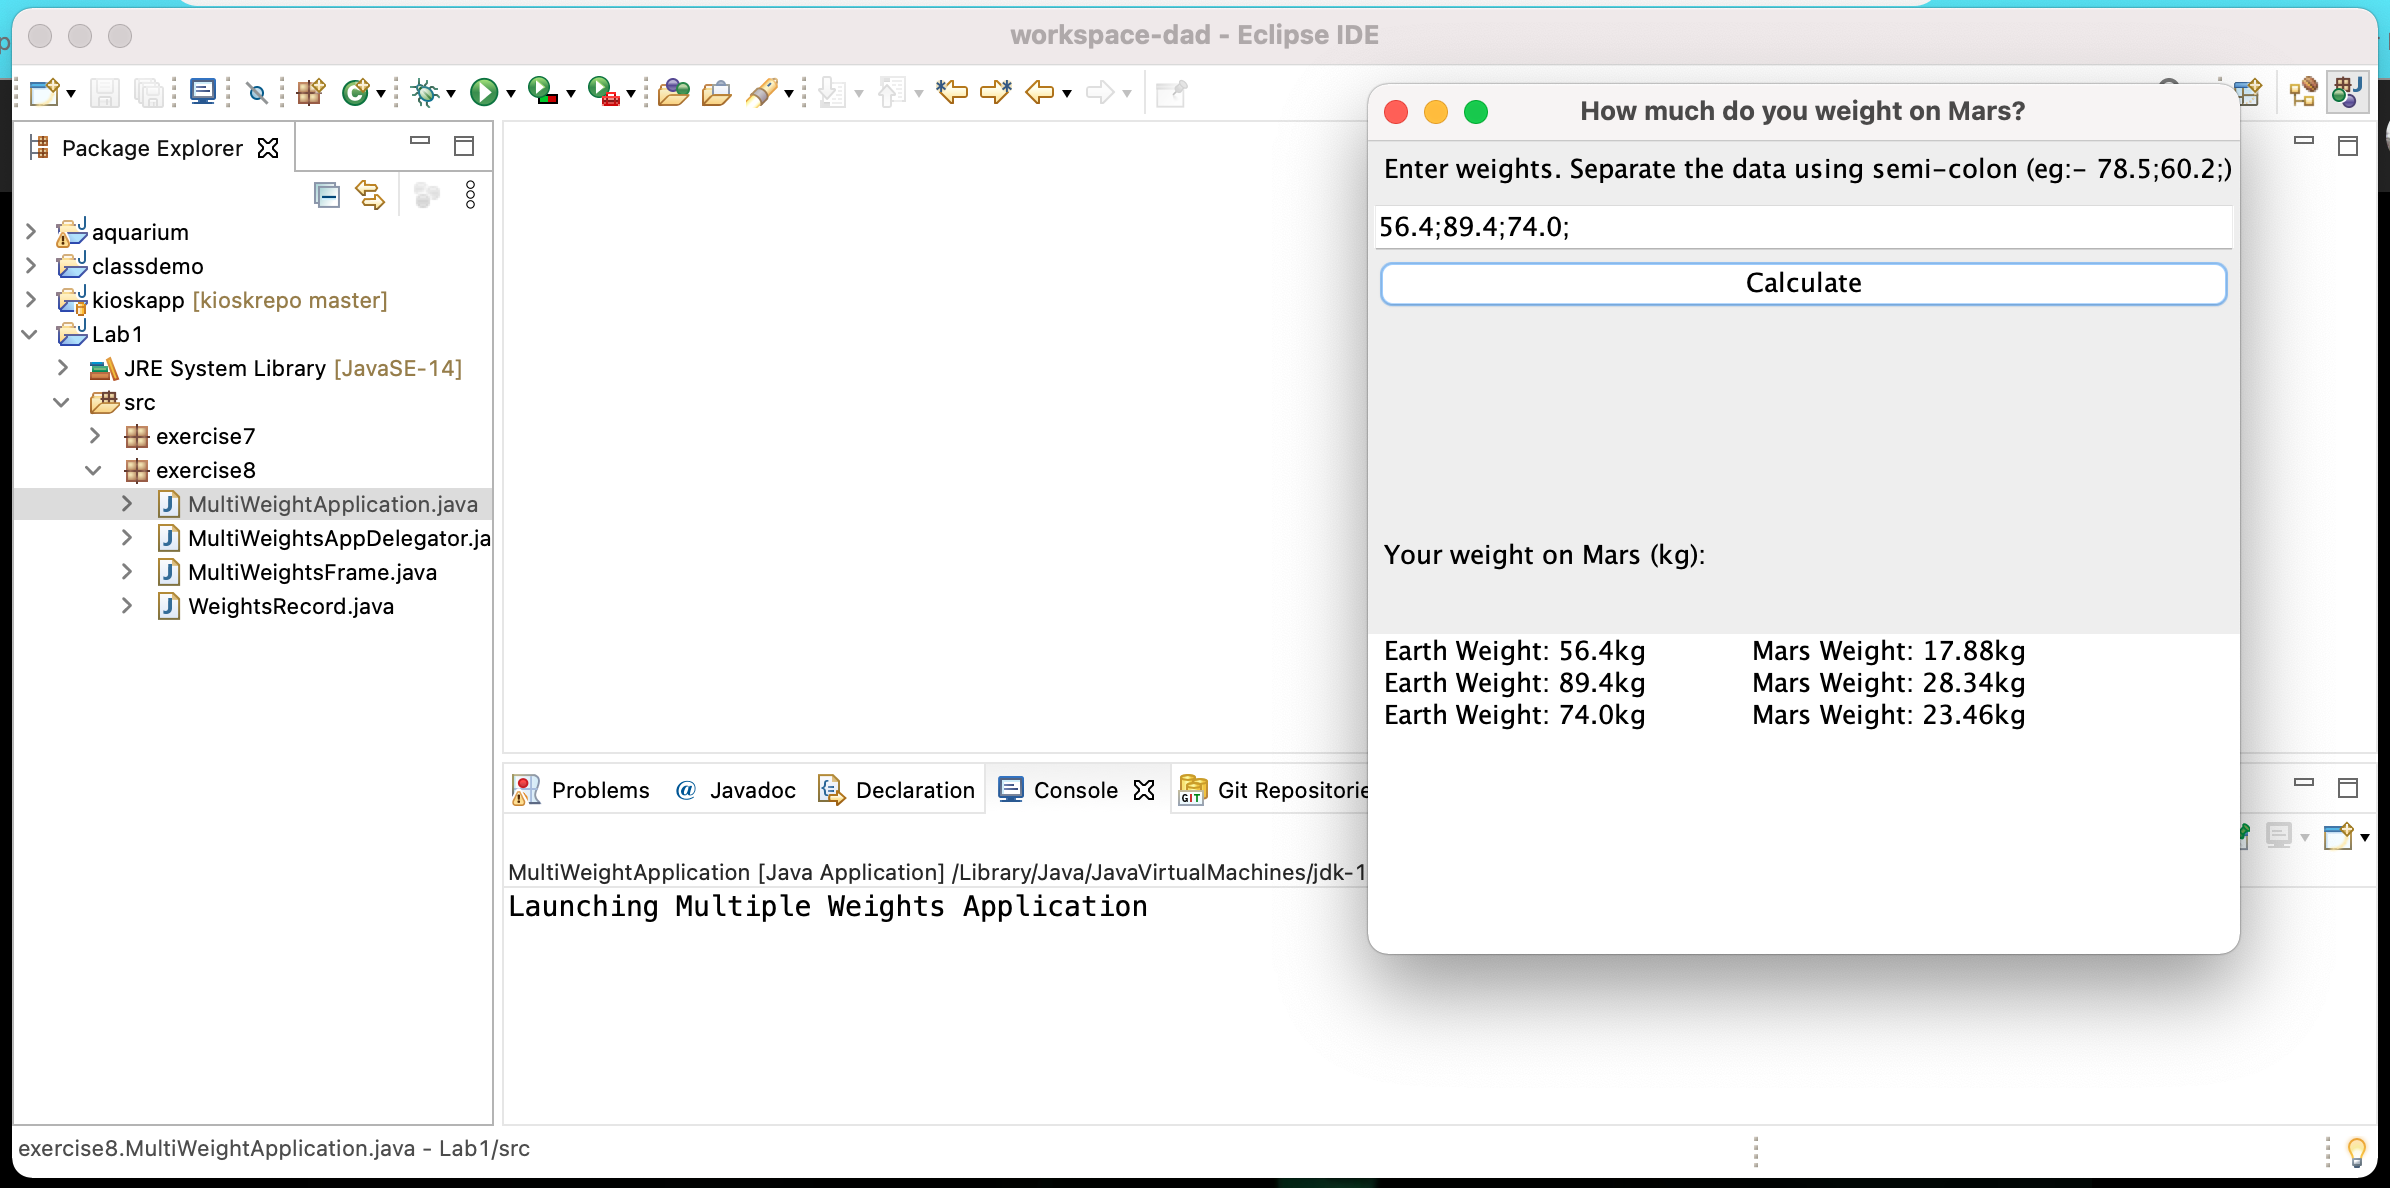 workspace-dad - Eclipse IDE
Package Explorer
aquarium
classdemo
kioskapp [kioskrepo master]
Lab1
JRE System Library [JavaSE-14]
src
exercise7
exercise8
MultiWeightApplication.java
MultiWeightsAppDelegator.ja
MultiWeightsFrame.java
WeightsRecord.java
How much do you weight on Mars?
Enter weights. Separate the data using semi-colon (eg:- 78.5;60.2;)
56.4;89.4;74.0;
Calculate
Your weight on Mars (kg):
Earth Weight: 56.4kg Mars Weight: 17.88kg
Earth Weight: 89.4kg Mars Weight: 28.34kg
Earth Weight: 74.0kg Mars Weight: 23.46kg
Problems @ Javadoc Declaration Console GIT Git Repositorie
MultiWeightApplication [Java Application] /Library/Java/JavaVirtualMachines/jdk-1
Launching Multiple Weights Application
exercise8.MultiWeightApplication.java - Lab1/src